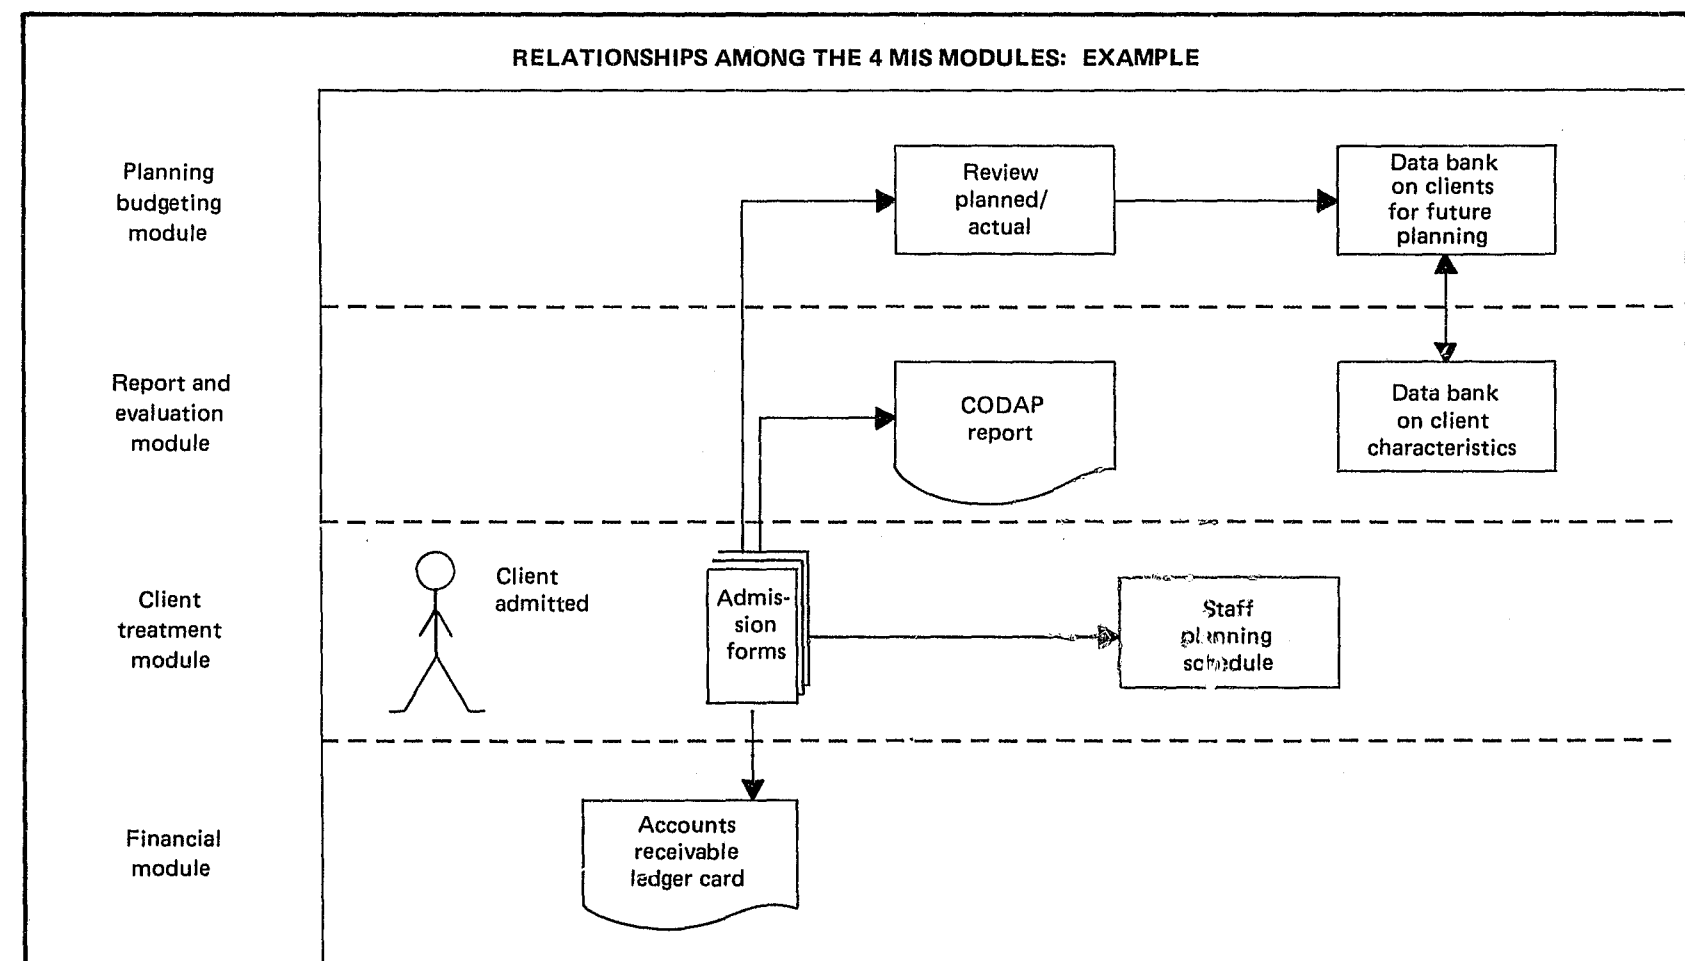 RELATIONSHIPS AMONG THE 4 MIS MODULES: EXAMPLE
Planning
budgeting
module
Review
planned/
actual
Data bank
on clients
for future
planning
Report and
evaluation
module
CODAP
report
Data bank
on client
characteristics
Client
treatment
module
Client
admitted
Admis-
sion
forms
Staff
planning
schedule
Financial
module
Accounts
receivable
ledger card